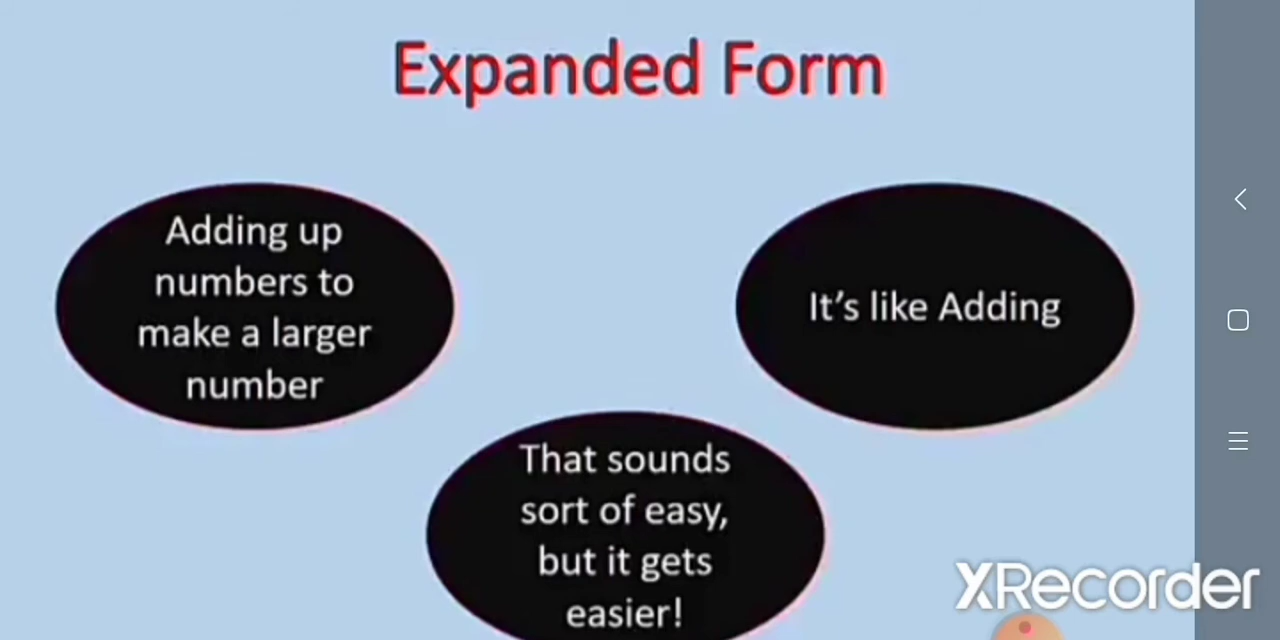 Expanded Form
Adding up
numbers to
make a larger
number
It's like Adding
That sounds
sort of easy,
but it gets
easier!
XRecorder